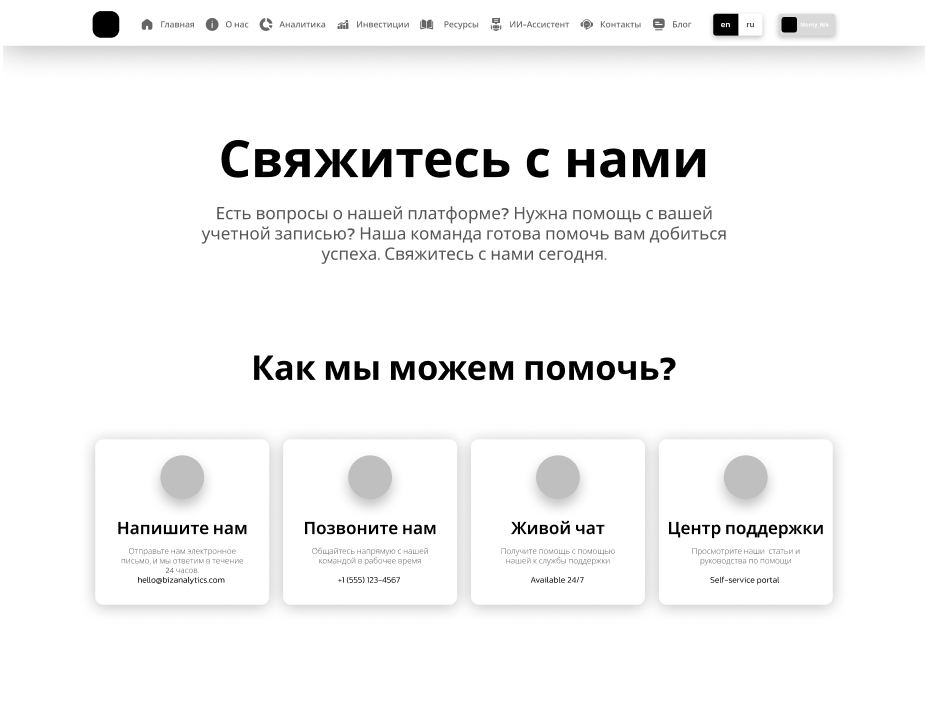 Главная О нас Аналитика Инвестиции Ресурсы ИИ-Ассистент Контакты Блог en ru
Свяжитесь с нами
Есть вопросы о нашей платформе? Нужна помощь с вашей
учетной записью? Наша команда готова помочь вам добиться
успеха. Свяжитесь с нами сегодня.
Как мы можем помочь?
Напишите нам
Отправьте нам электронное
письмо, и мы ответим в течение
24 часов.
hello@bizanalytics.com
Позвоните нам
Общайтесь напрямую с нашей
командой в рабочее время
+1 (555) 123-4567
Живой чат
Получите помощь с помощью
нашей к службы поддержки
Available 24/7
Центр поддержки
Просмотрите наши статьи и
руководства по помощи
Self-service portal